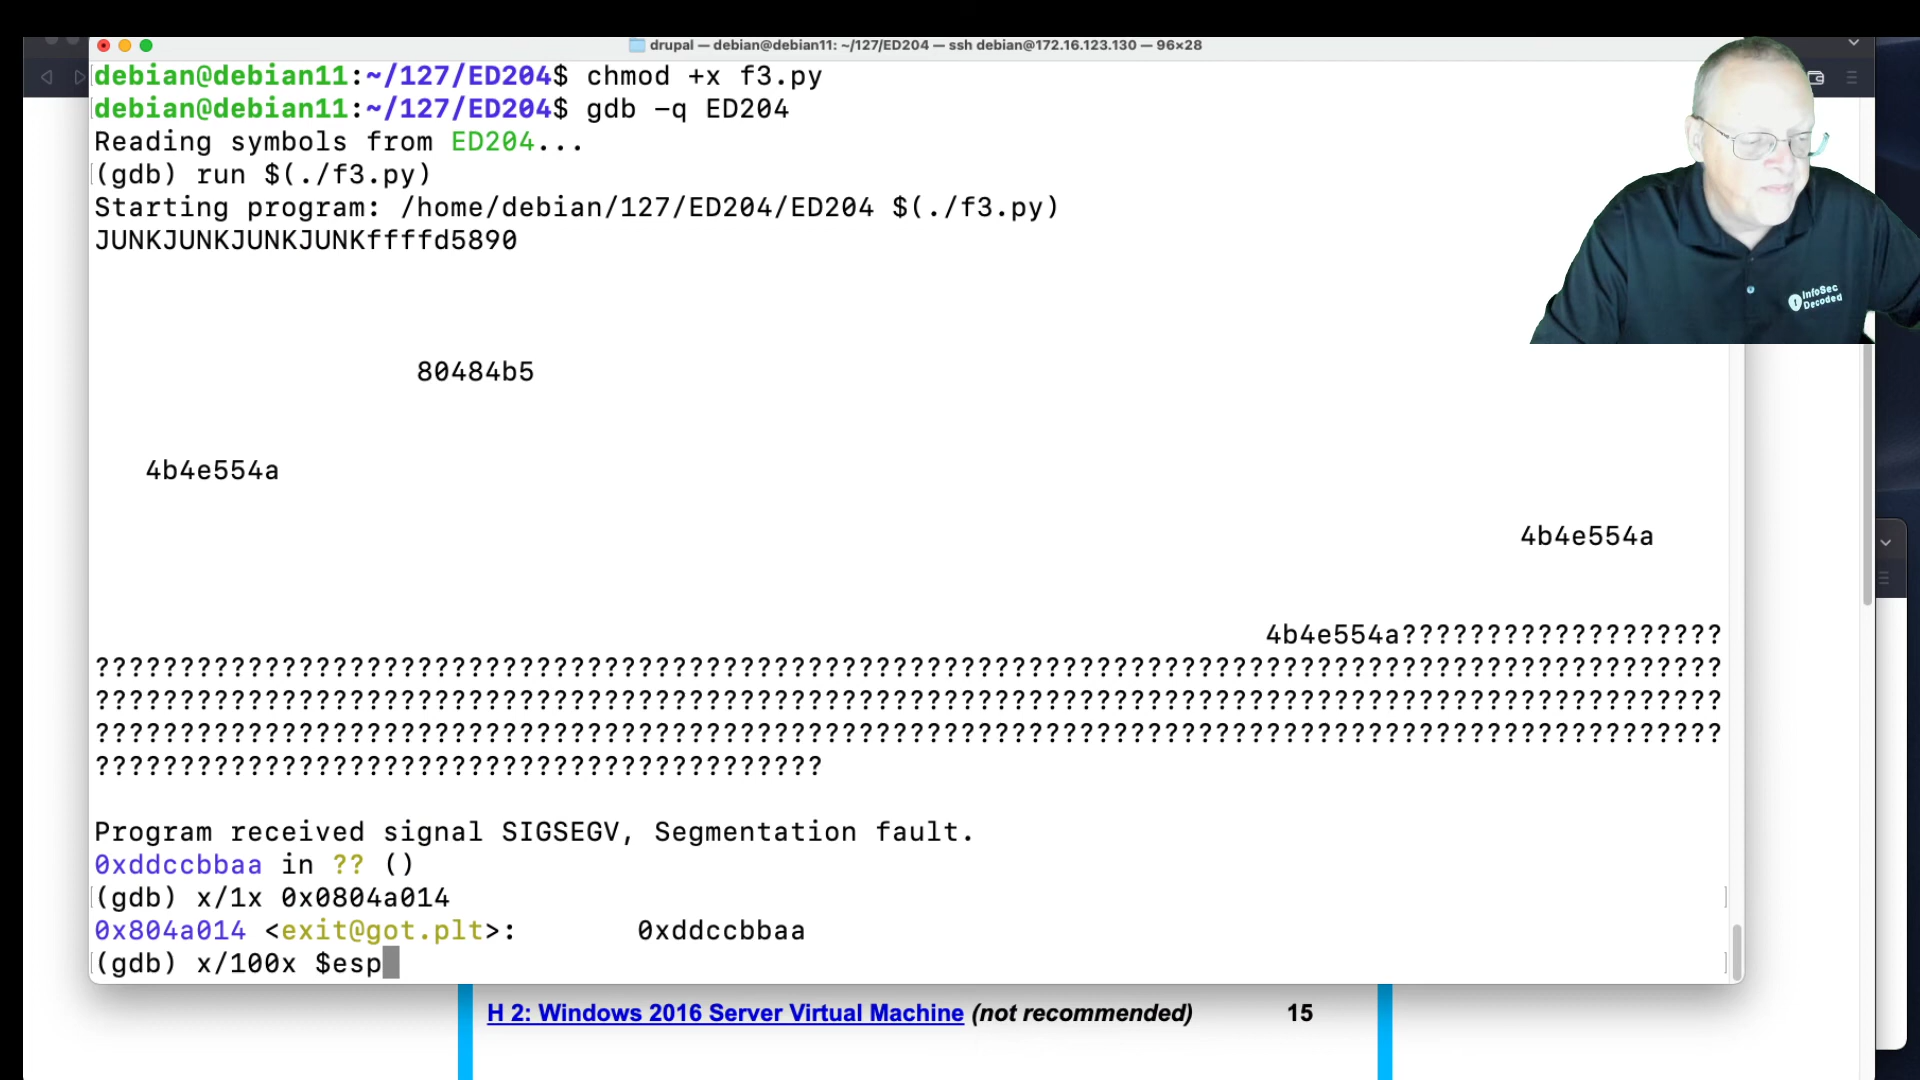 drupal — debian@debian11: ~/127/ED204 — ssh debian@172.16.123.130 — 96×28
debian@debian11:~/127/ED204$ chmod +x f3.py
debian@debian11:~/127/ED204$ gdb -q ED204
Reading symbols from ED204...
(gdb) run $(./f3.py)
Starting program: /home/debian/127/ED204/ED204 $(./f3.py)
JUNKJUNKJUNKJUNKffffd5890
80484b5
4b4e554a
4b4e554a
4b4e554a???????????????????
????????????????????????????????????????????????????????????????????????????????????????????????
????????????????????????????????????????????????????????????????????????????????????????????????
????????????????????????????????????????????????????????????????????????????????????????????????
???????????????????????????????????????????
Program received signal SIGSEGV, Segmentation fault.
0xddccbbaa in ?? ()
(gdb) x/1x 0x0804a014
0x804a014 <exit@got.plt>: 0xddccbbaa
(gdb) x/100x $esp
InfoSec
Decoded
H 2: Windows 2016 Server Virtual Machine (not recommended) 15